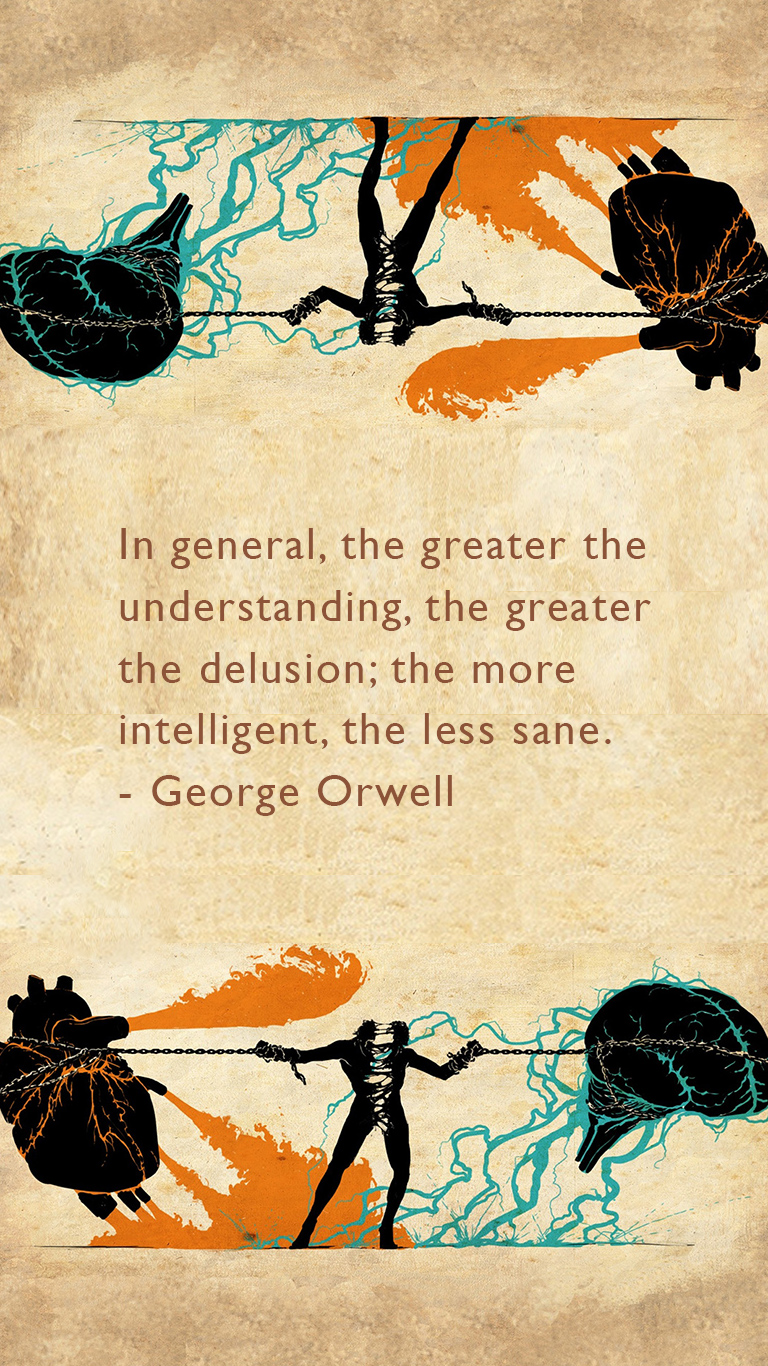 In general, the greater the
understanding, the greater
the delusion; the more
intelligent, the less sane.
- George Orwell